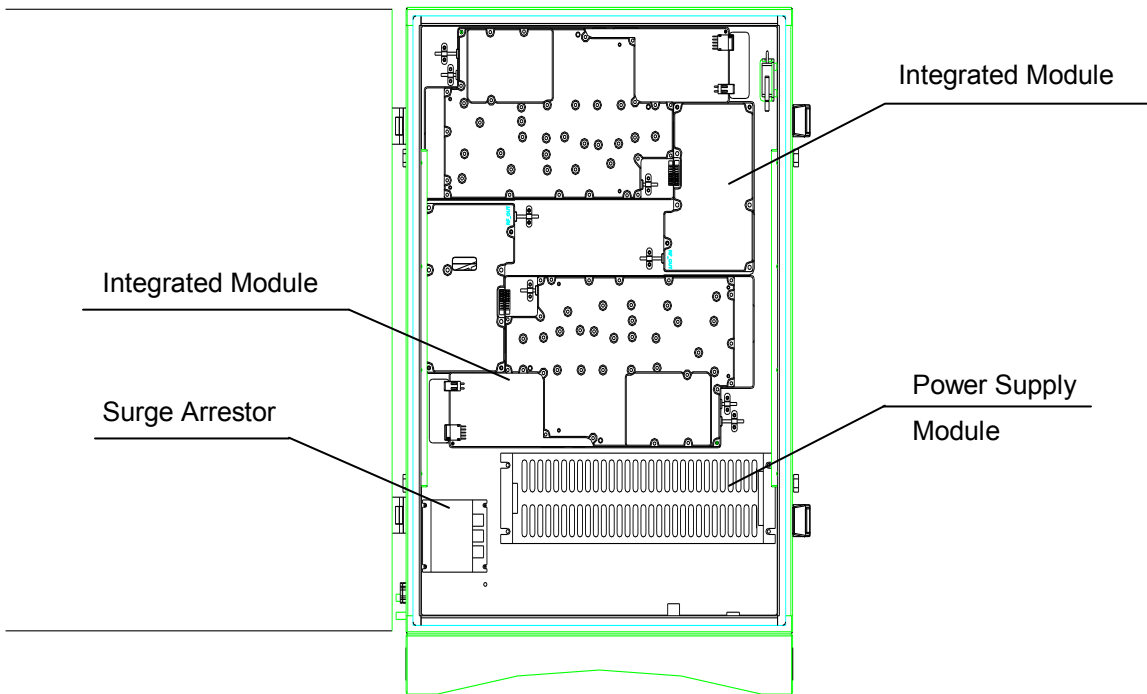 Integrated Module
Integrated Module
Surge Arrestor
Power Supply
Module